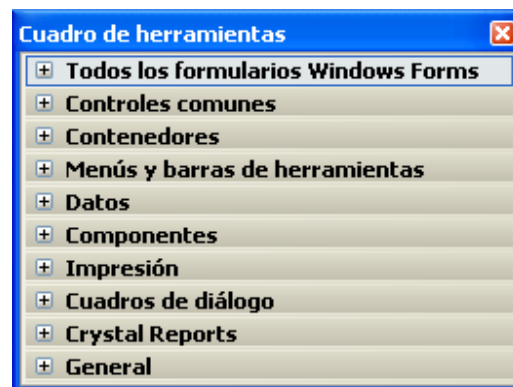 Cuadro de herramientas
Todos los formularios Windows Forms
Controles comunes
Contenedores
Menús y barras de herramientas
Datos
Componentes
Impresión
Cuadros de diálogo
Crystal Reports
General